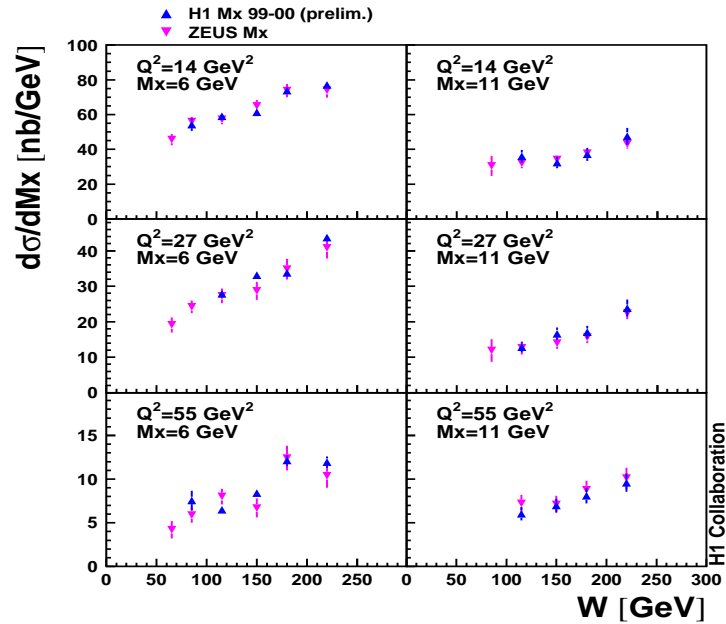 H1 Mx 99-00 (prelim.)
ZEUS Mx
dσ/dMx [nb/GeV]
100
80
60
40
20
0
Q²=14 GeV²
Mx=6 GeV
Q²=14 GeV²
Mx=11 GeV
40
30
20
10
0
Q²=27 GeV²
Mx=6 GeV
Q²=27 GeV²
Mx=11 GeV
15
10
5
0
Q²=55 GeV²
Mx=6 GeV
Q²=55 GeV²
Mx=11 GeV
0 50 100 150 200 250 0 50 100 150 200 250 300
W [GeV]
H1 Collaboration